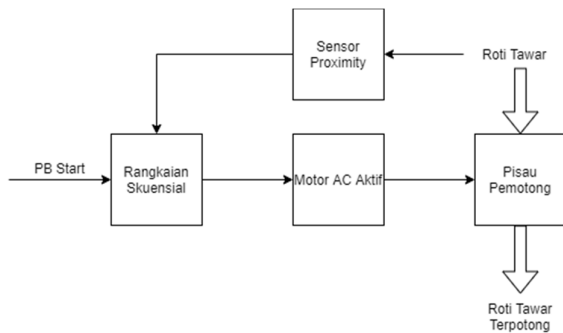 Sensor
Proximity
Roti Tawar
PB Start
Rangkaian
Skuensial
Motor AC Aktif
Pisau
Pemotong
Roti Tawar
Terpotong